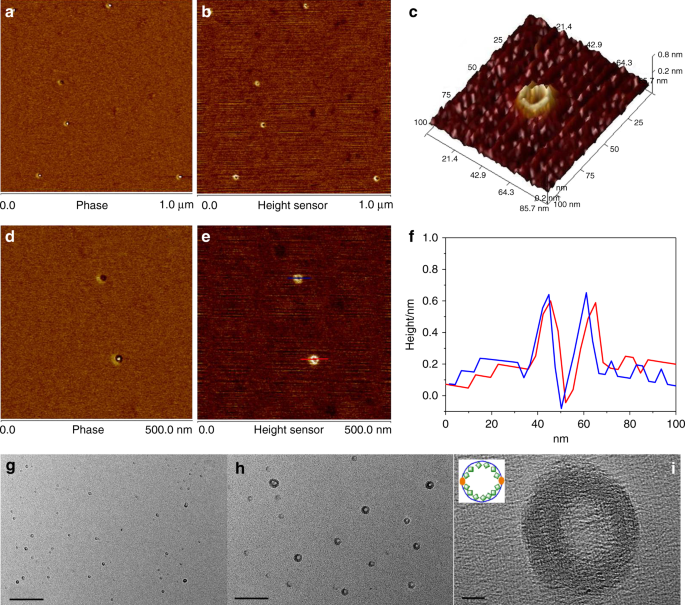 a
b
c
0.0 Phase 1.0 μm
0.0 Height sensor 1.0 μm
25
50
75
100
21.4
42.9
64.3
85.7 nm
21.4
42.9
64.3
0.8 nm
0.2 nm
25
50
75
100 nm
d
e
f
0.0 Phase 500.0 nm
0.0 Height sensor 500.0 nm
1.0
0.8
0.6
0.4
0.2
0.0
Height/nm
0 20 40 60 80 100
nm
g
h
i